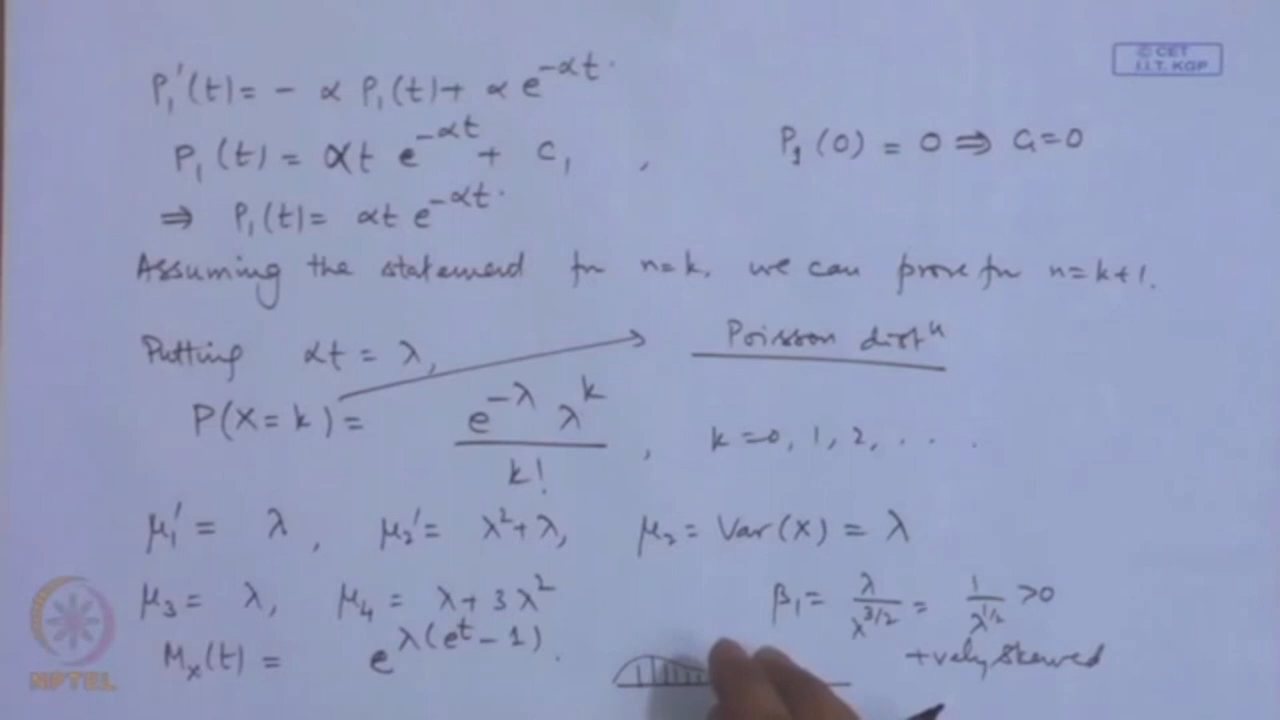 © CET
I.I.T. KGP
P₁'(t) = - α P₁(t) + α e^{-αt}.
P₁(t) = αt e^{-αt} + C₁, P₁(0) = 0 ⇒ C₁=0
⇒ P₁(t) = αt e^{-αt}.
Assuming the statement for n=k, we can prove for n=k+1.
Putting αt = λ, → Poisson distⁿ
P(X=k) = e^{-λ} λ^k / k! , k=0, 1, 2, . . .
μ₁' = λ, μ₂' = λ²+λ, μ₂ = Var(X) = λ
μ₃ = λ, μ₄ = λ + 3λ² β₁ = λ/λ^{3/2} = 1/λ^{1/2} >0
Mₓ(t) = e^{λ(e^t - 1)}. +vely skewed
NPTEL